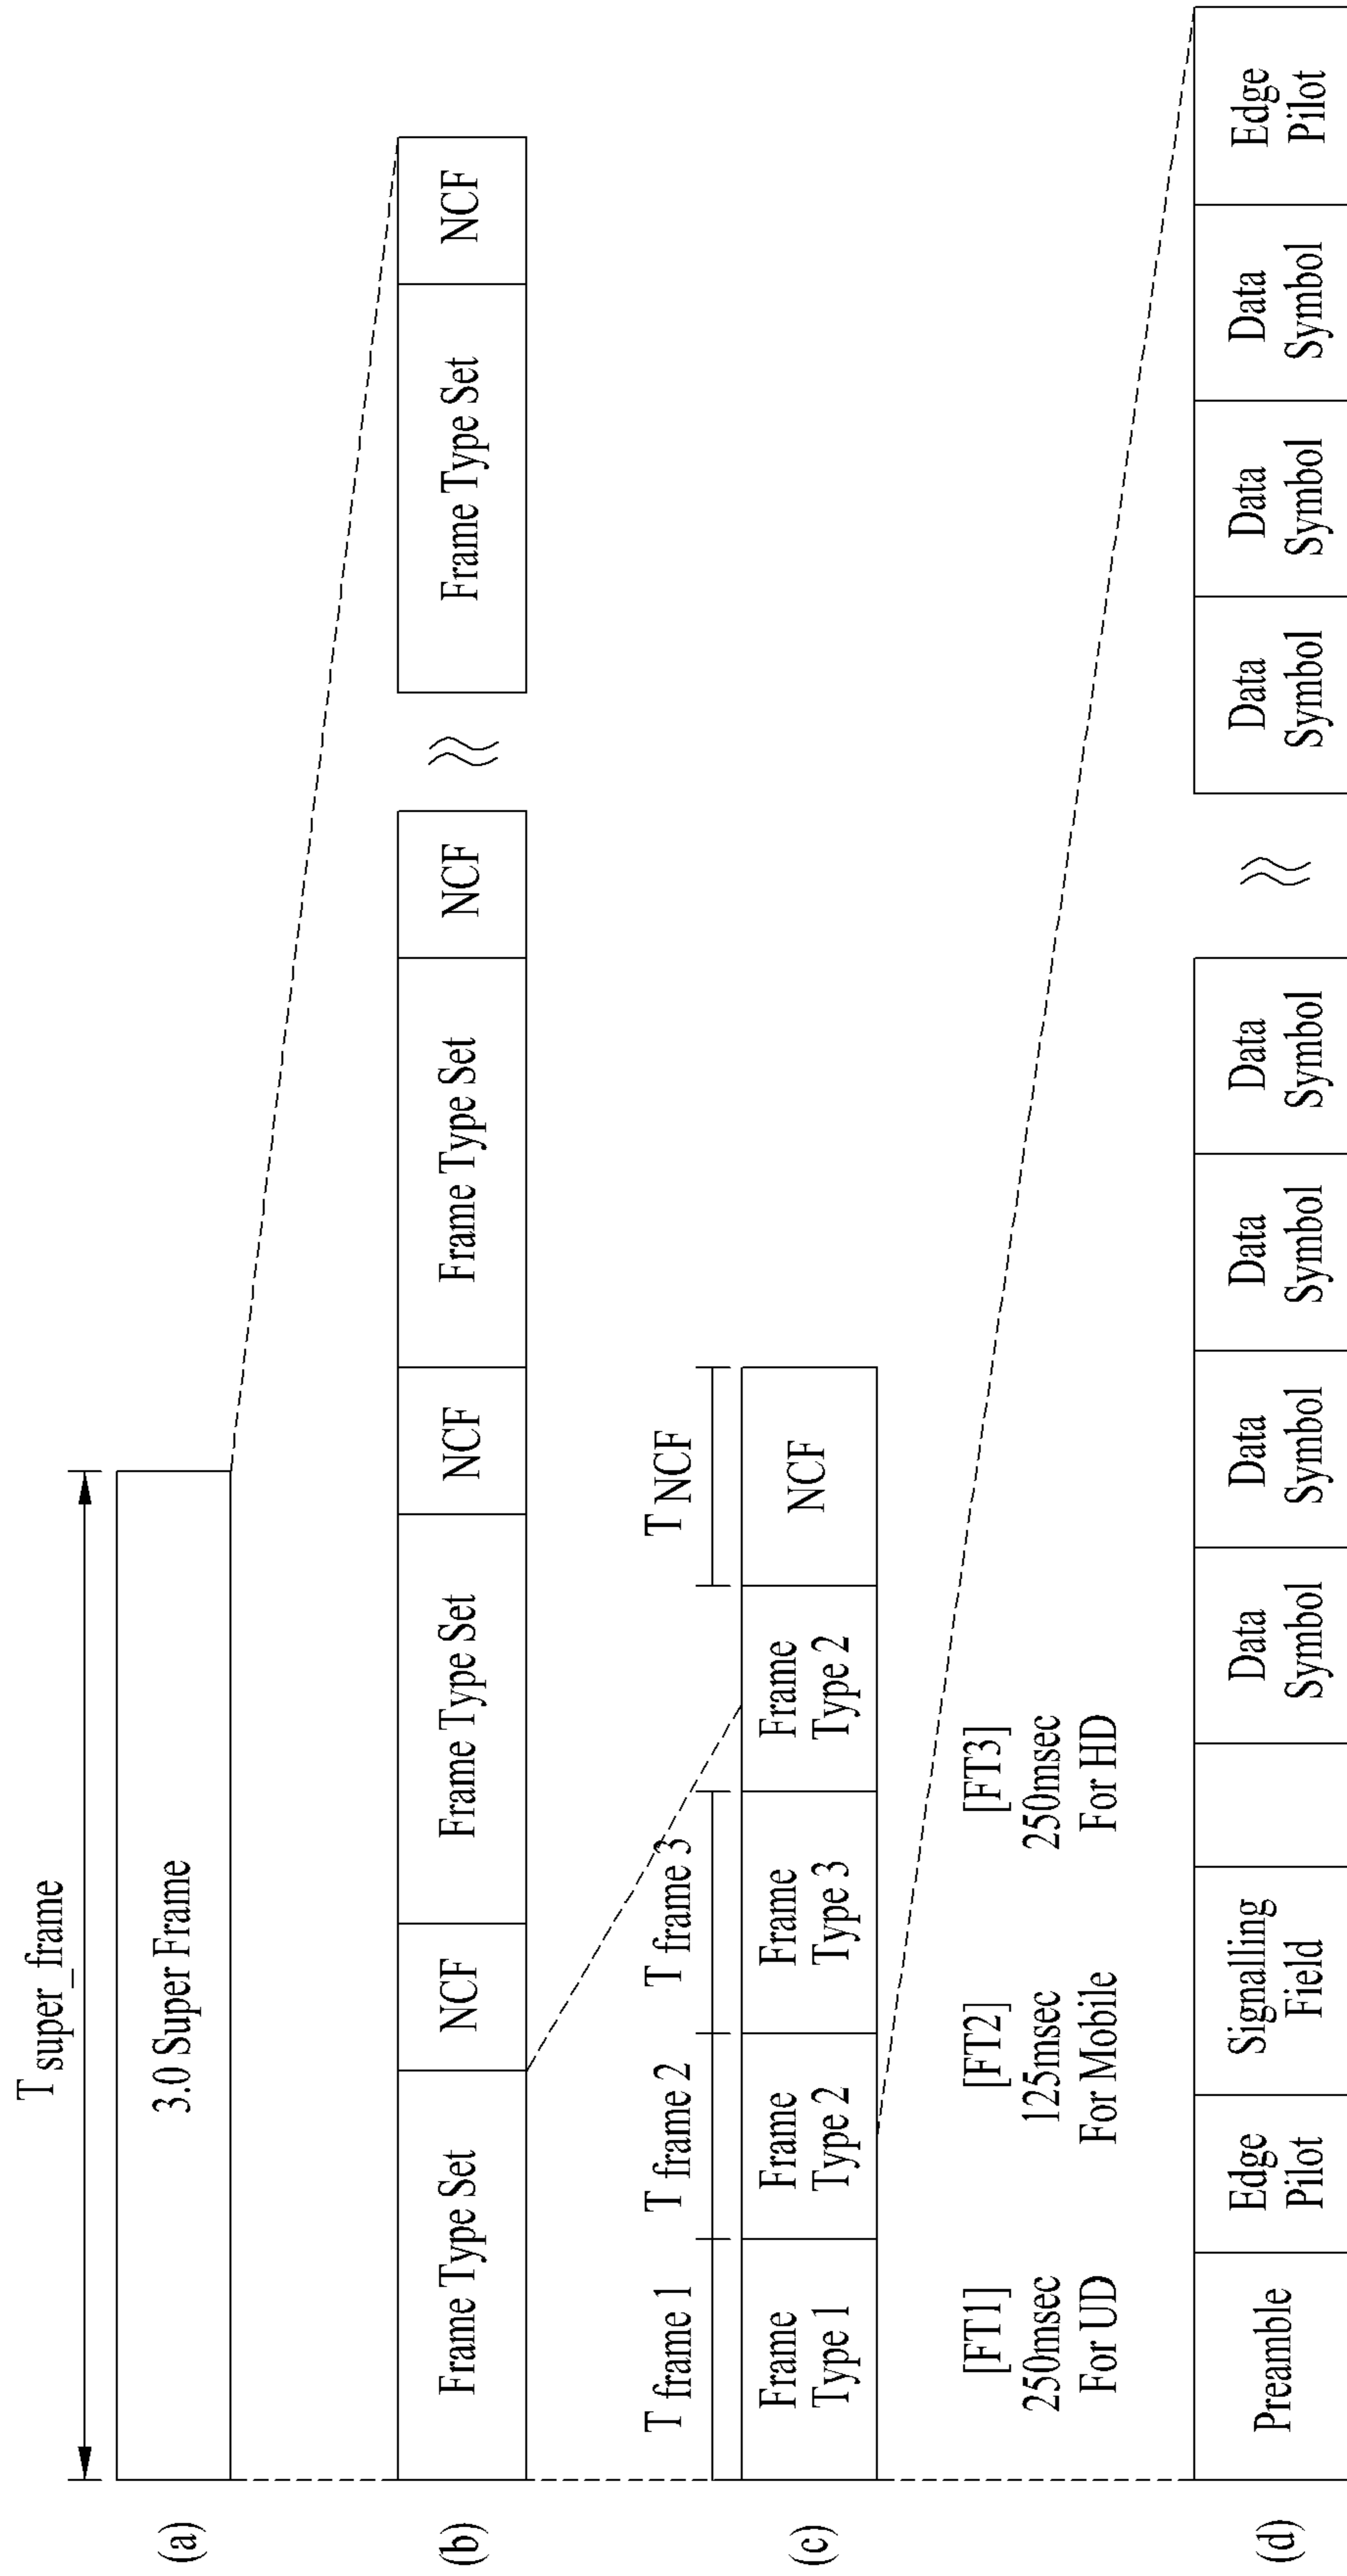 T super_frame
(a)
3.0 Super Frame
(b)
Frame Type Set
NCF
Frame Type Set
NCF
Frame Type Set
NCF
≈
Frame Type Set
NCF
T frame 1
T frame 2
T frame 3
T NCF
(c)
Frame
Type 1
Frame
Type 2
Frame
Type 3
Frame
Type 2
NCF
[FT1]
250msec
For UD
[FT2]
125msec
For Mobile
[FT3]
250msec
For HD
(d)
Preamble
Edge
Pilot
Signalling
Field
Data
Symbol
Data
Symbol
Data
Symbol
Data
Symbol
≈
Data
Symbol
Data
Symbol
Data
Symbol
Edge
Pilot